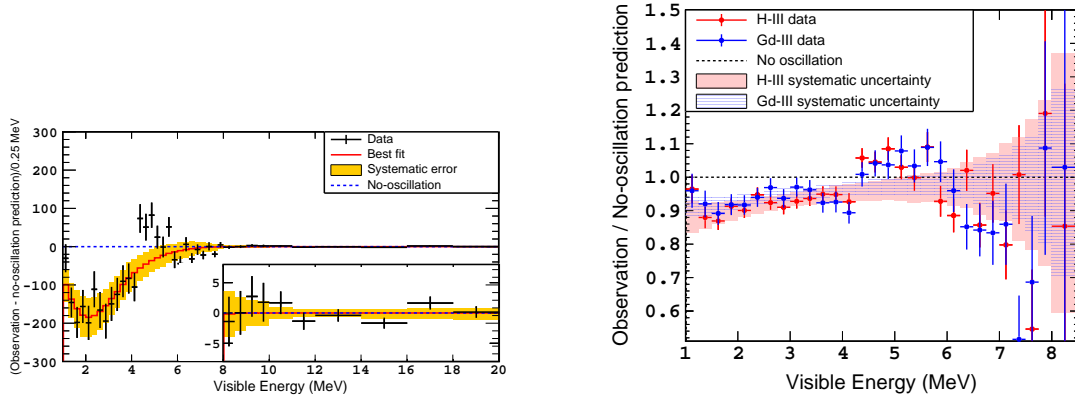 (Observation - no-oscillation prediction)/0.25 MeV
300
200
100
0
-100
-200
-300
Data
Best fit
Systematic error
No-oscillation
5
0
-5
2 4 6 8 10 12 14 16 18 20
Visible Energy (MeV)
Observation / No-oscillation prediction
1.5
1.4
1.3
1.2
1.1
1.0
0.9
0.8
0.7
0.6
H-III data
Gd-III data
No oscillation
H-III systematic uncertainty
Gd-III systematic uncertainty
1 2 3 4 5 6 7 8
Visible Energy (MeV)